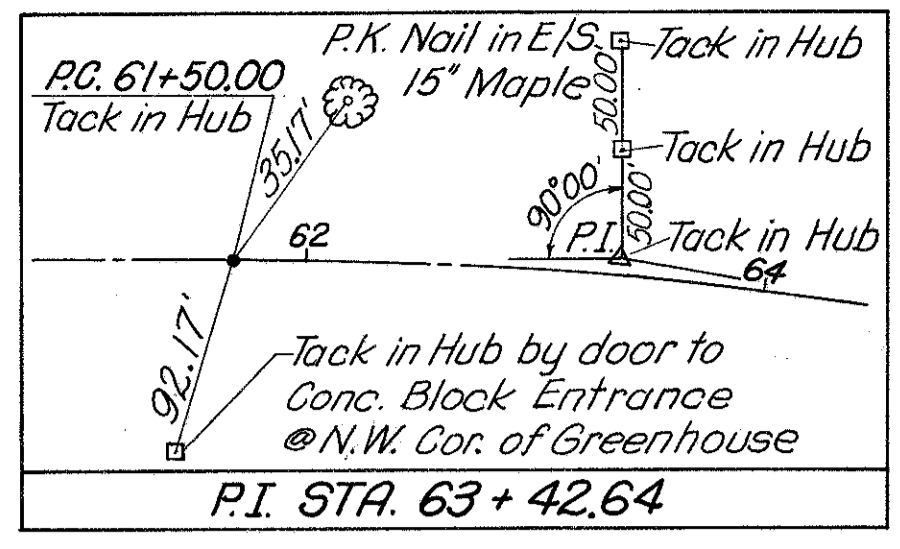 P.K. Nail in E/S
15" Maple
P.C. 61+50.00
Tack in Hub
35.17'
92.17'
62
90°00'
P.I.
50.00'
50.00'
Tack in Hub
Tack in Hub
Tack in Hub
64
Tack in Hub by door to
Conc. Block Entrance
@ N.W. Cor. of Greenhouse
P.I. STA. 63 + 42.64